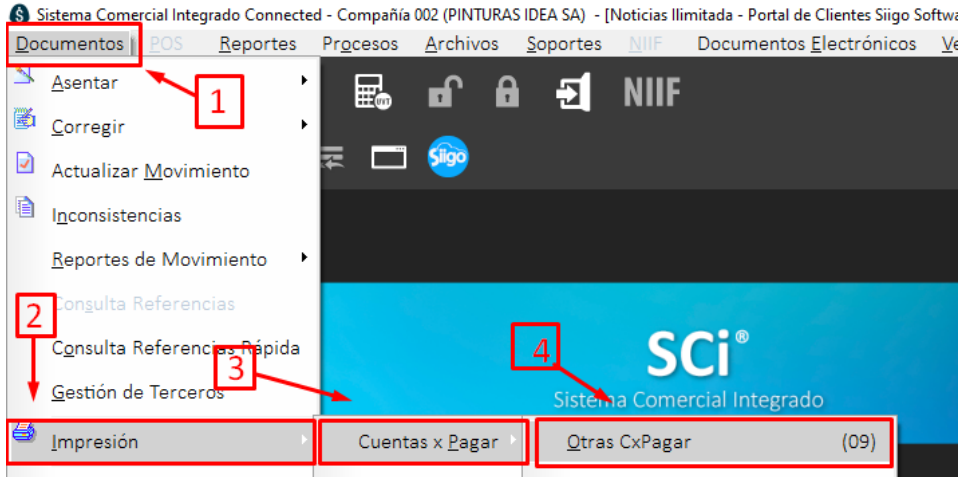 Sistema Comercial Integrado Connected - Compañía 002 (PINTURAS IDEA SA) - [Noticias Ilimitada - Portal de Clientes Siigo Softwa
Documentos POS Reportes Procesos Archivos Soportes NIIF Documentos Electrónicos Ve
Asentar
1
UVT
NIIF
Corregir
Actualizar Movimiento
Siigo
Inconsistencias
Reportes de Movimiento
2
Consulta Referencias
Consulta Referencias Rápida
3
4
SCi®
Gestión de Terceros
Sistema Comercial Integrado
Impresión
Cuentas x Pagar
Otras CxPagar (09)